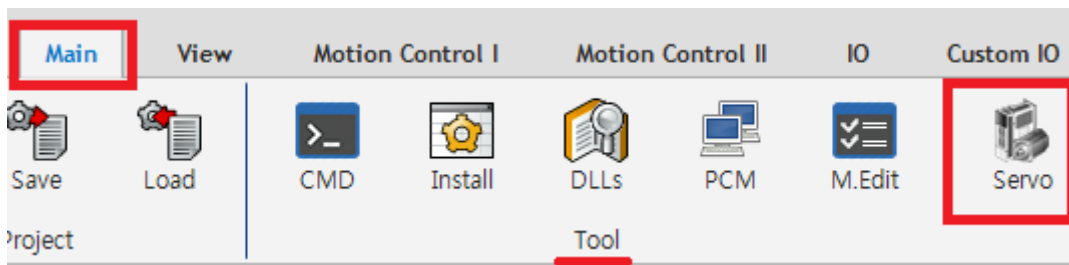 Main View Motion Control I Motion Control II IO Custom IO
Save Load CMD Install DLLs PCM M.Edit Servo
Project Tool